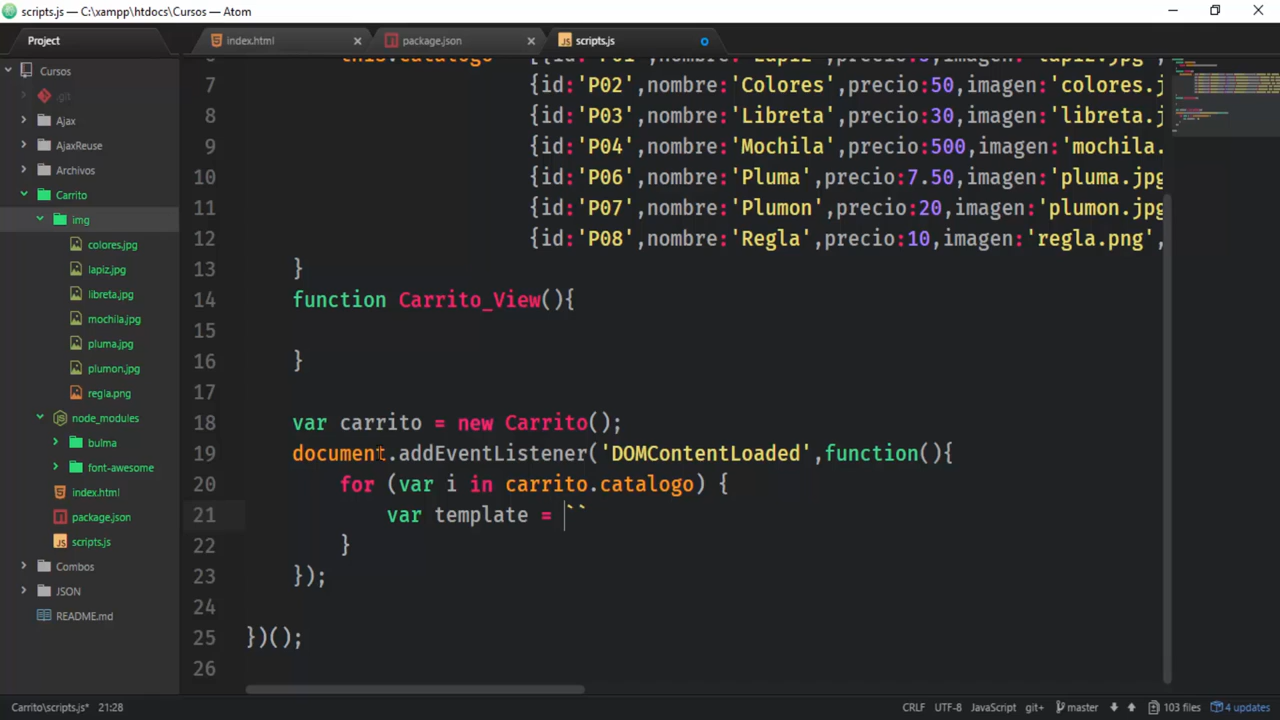 scripts.js — C:\xampp\htdocs\Cursos — Atom
Project
index.html
package.json
scripts.js
Cursos
.git
Ajax
AjaxReuse
Archivos
Carrito
img
colores.jpg
lapiz.jpg
libreta.jpg
mochila.jpg
pluma.jpg
plumon.jpg
regla.png
node_modules
bulma
font-awesome
index.html
package.json
scripts.js
Combos
JSON
README.md
7 {id:'P02',nombre:'Colores',precio:50,imagen:'colores.j
8 {id:'P03',nombre:'Libreta',precio:30,imagen:'libreta.j
9 {id:'P04',nombre:'Mochila',precio:500,imagen:'mochila.
10 {id:'P06',nombre:'Pluma',precio:7.50,imagen:'pluma.jpg
11 {id:'P07',nombre:'Plumon',precio:20,imagen:'plumon.jpg
12 {id:'P08',nombre:'Regla',precio:10,imagen:'regla.png',
13 }
14 function Carrito_View(){
15
16 }
17
18 var carrito = new Carrito();
19 document.addEventListener('DOMContentLoaded',function(){
20 for (var i in carrito.catalogo) {
21 var template = ``
22 }
23 });
24
25 })();
26
Carrito\scripts.js* 21:28
CRLF UTF-8 JavaScript git+ master 103 files 4 updates